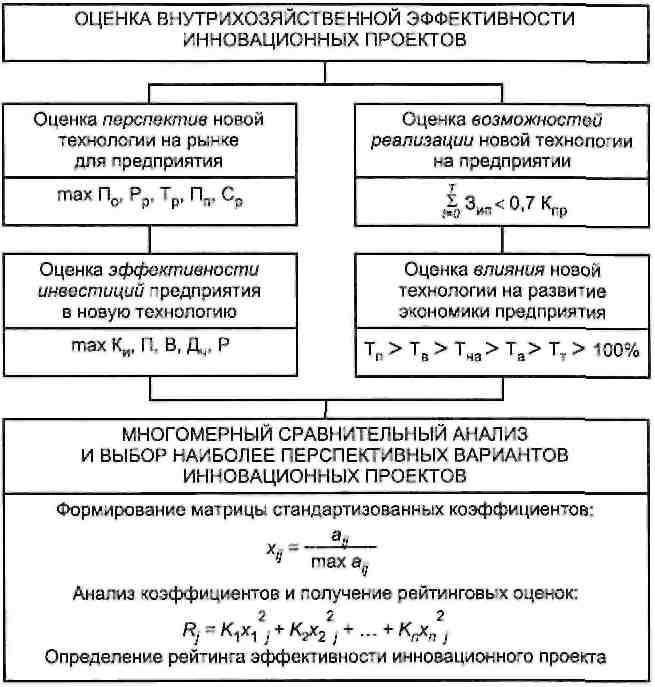 ОЦЕНКА ВНУТРИХОЗЯЙСТВЕННОЙ ЭФФЕКТИВНОСТИ
ИННОВАЦИОННЫХ ПРОЕКТОВ
Оценка перспектив новой
технологии на рынке
для предприятия
max По, Рр, Тр, Пп, Ср
Оценка возможностей
реализации новой технологии
на предприятии
T
Σ Зип < 0,7 Кпр
t=0
Оценка эффективности
инвестиций предприятия
в новую технологию
max Ки, П, В, Дч, Р
Оценка влияния новой
технологии на развитие
экономики предприятия
Тп > Тв > Тна > Та > Тт > 100%
МНОГОМЕРНЫЙ СРАВНИТЕЛЬНЫЙ АНАЛИЗ
И ВЫБОР НАИБОЛЕЕ ПЕРСПЕКТИВНЫХ ВАРИАНТОВ
ИННОВАЦИОННЫХ ПРОЕКТОВ
Формирование матрицы стандартизованных коэффициентов:
xij = aij / max aij
Анализ коэффициентов и получение рейтинговых оценок:
Rj = K1x1²j + K2x2²j + ... + Knxn²j
Определение рейтинга эффективности инновационного проекта